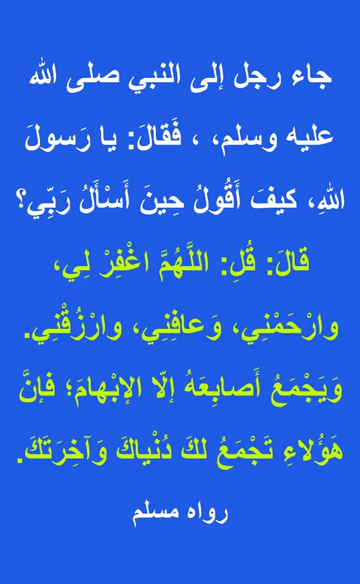 جاء رجل إلى النبي صلى الله
عليه وسلم، ، فَقالَ: يا رَسولَ
اللهِ، كيفَ أَقُولُ حِينَ أَسْأَلُ رَبِّي؟
قالَ: قُلِ: اللَّهُمَّ اغْفِرْ لِي،
وارْحَمْنِي، وَعافِنِي، وارْزُقْنِي.
وَيَجْمَعُ أَصابِعَهُ إلّا الإبْهامَ؛ فإنَّ
هَؤُلاءِ تَجْمَعُ لكَ دُنْياكَ وَآخِرَتَكَ.
رواه مسلم